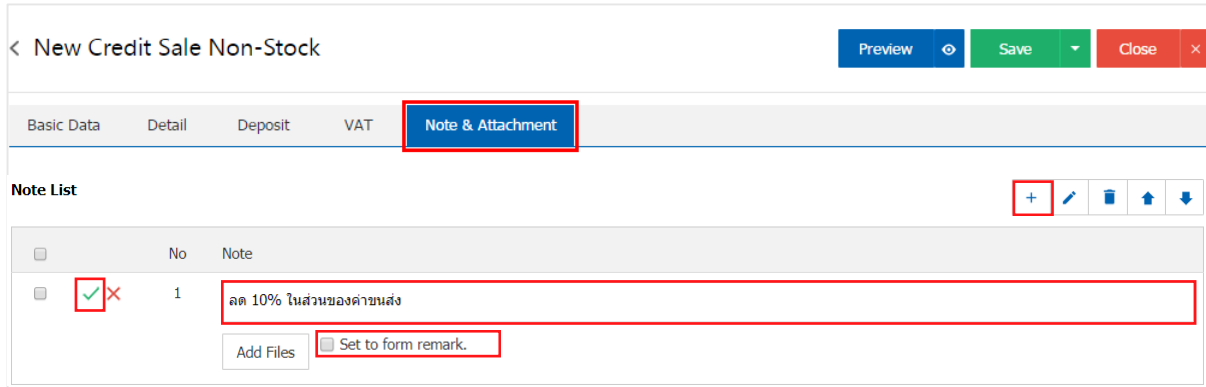 New Credit Sale Non-Stock
Preview Save Close
Basic Data Detail Deposit VAT Note & Attachment
Note List
No Note
1 ลด 10% ในส่วนของค่าขนส่ง
Add Files Set to form remark.